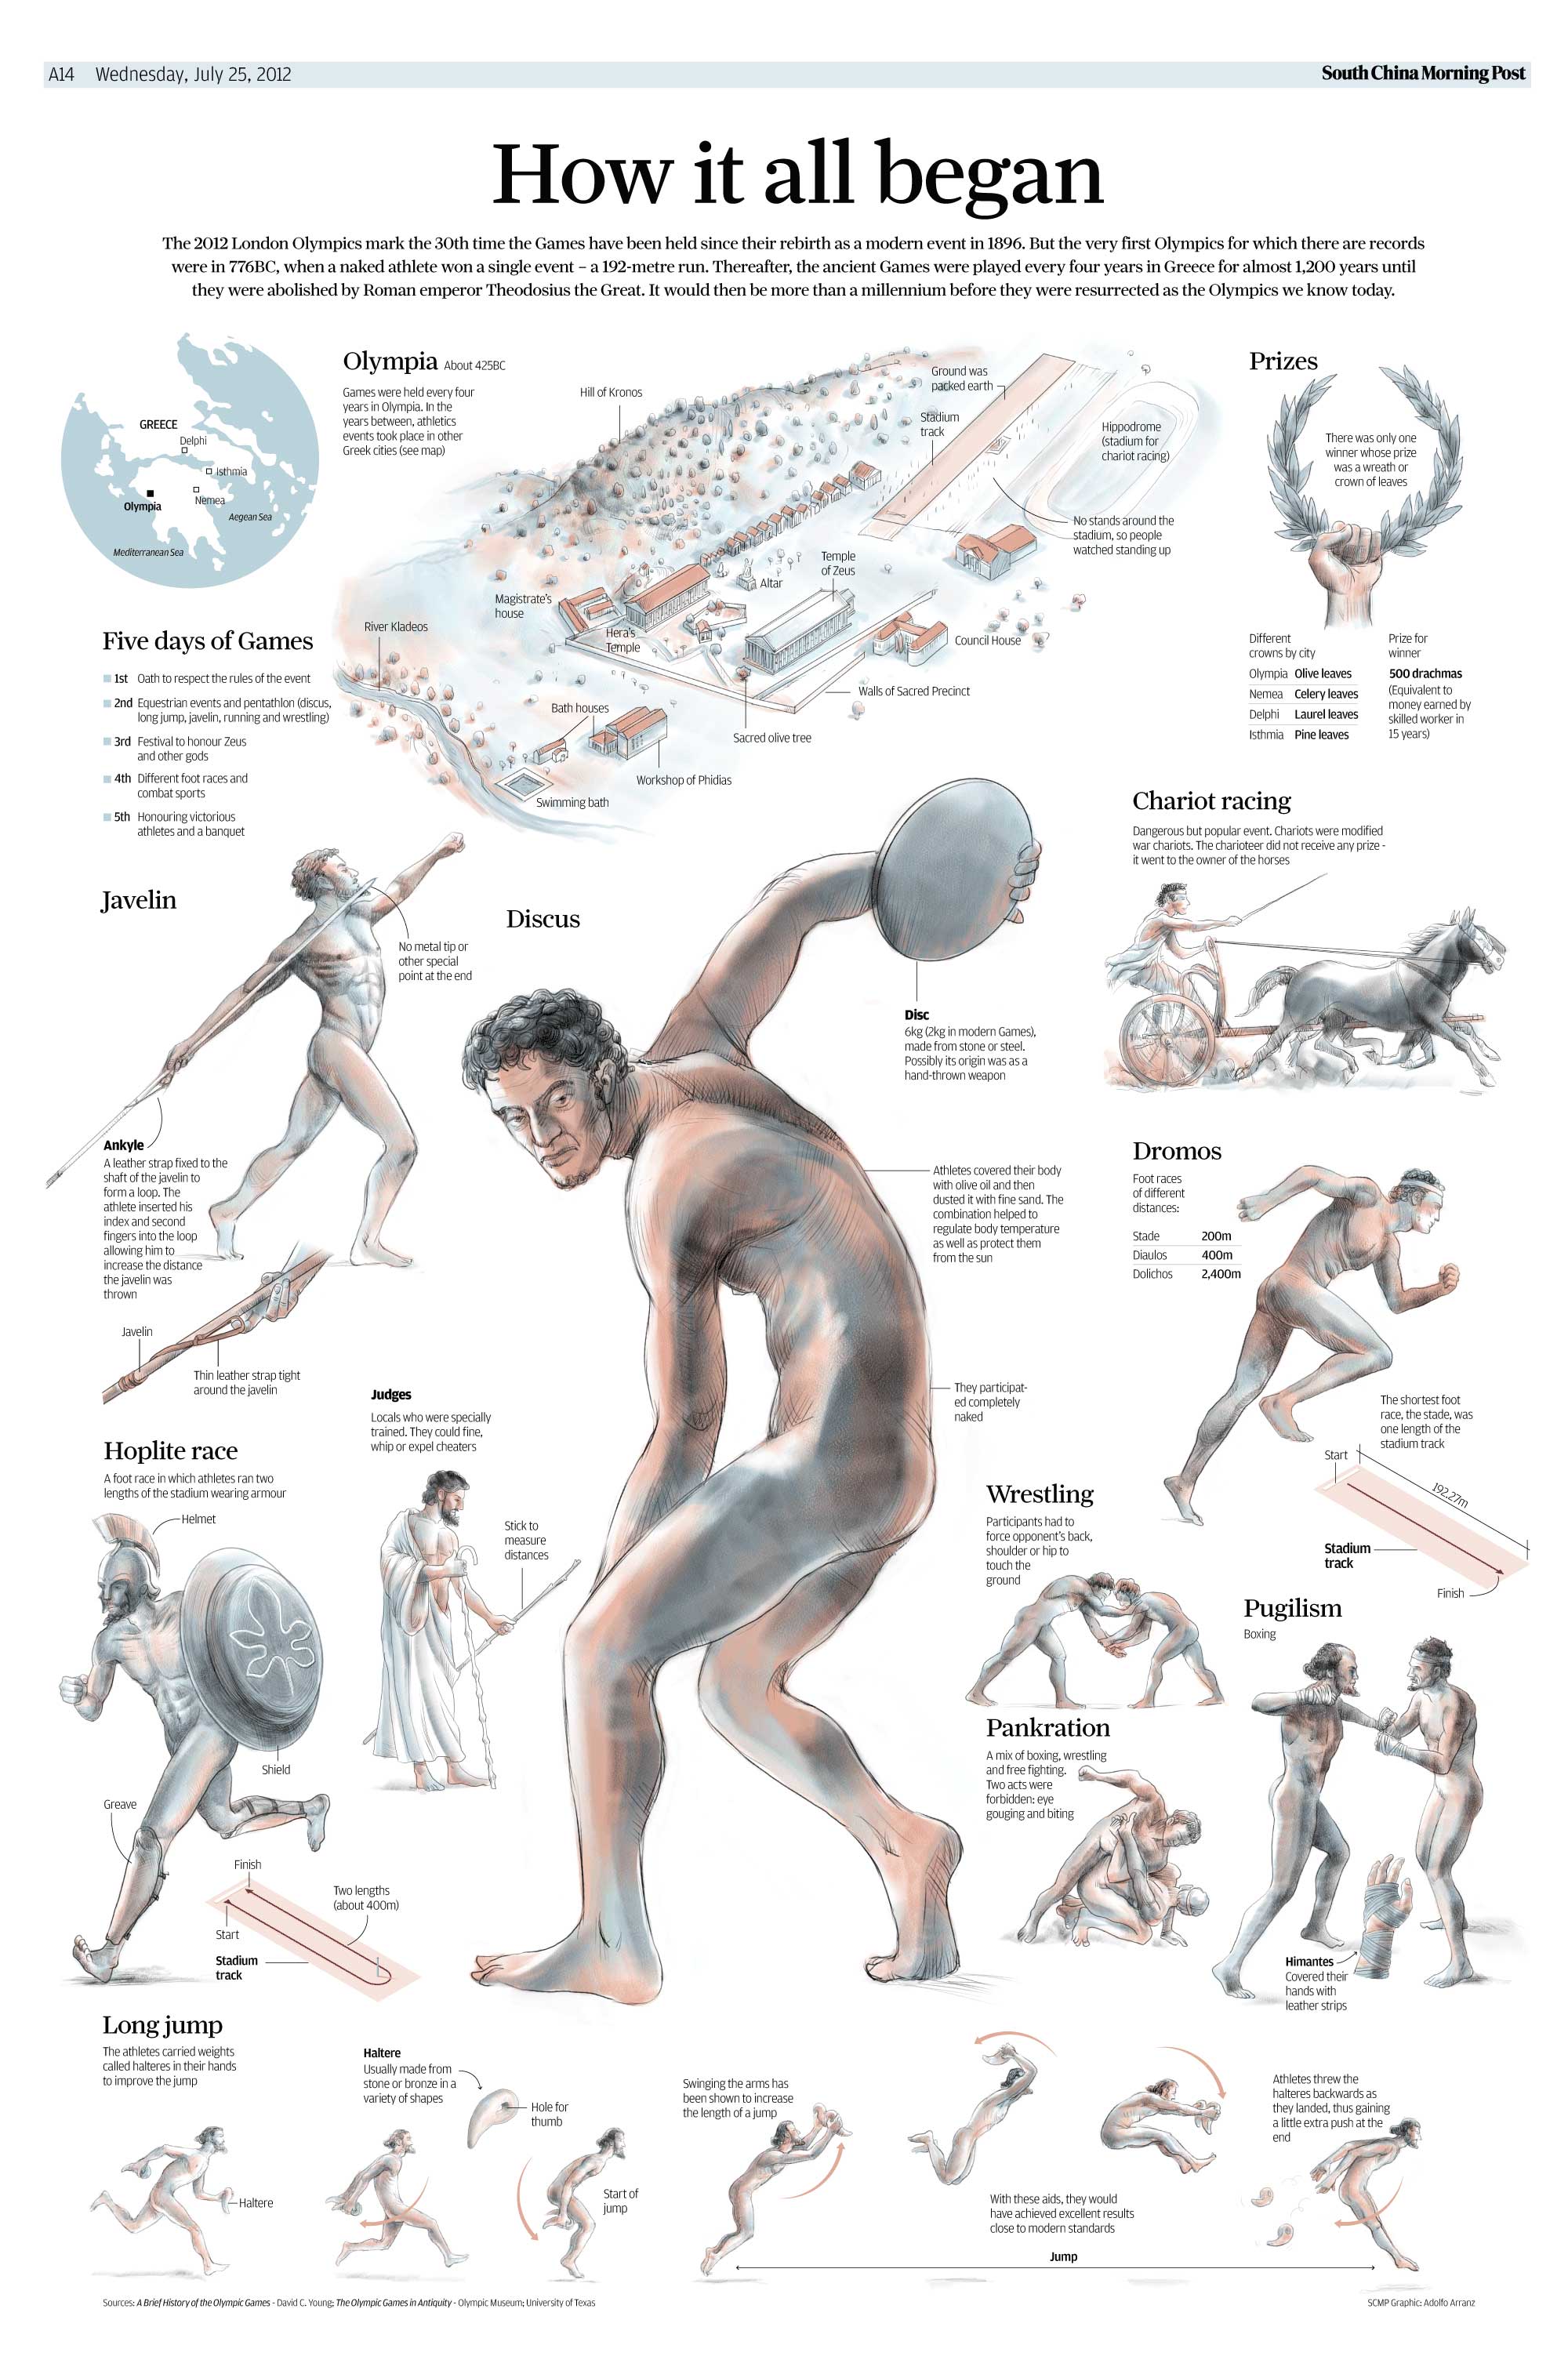 A14 Wednesday, July 25, 2012
South China Morning Post
How it all began
The 2012 London Olympics mark the 30th time the Games have been held since their rebirth as a modern event in 1896. But the very first Olympics for which there are records
were in 776BC, when a naked athlete won a single event – a 192-metre run. Thereafter, the ancient Games were played every four years in Greece for almost 1,200 years until
they were abolished by Roman emperor Theodosius the Great. It would then be more than a millennium before they were resurrected as the Olympics we know today.
GREECE
Delphi
Isthmia
Nemea
Olympia
Aegean Sea
Mediterranean Sea
Olympia About 425BC
Games were held every four
years in Olympia. In the
years between, athletics
events took place in other
Greek cities (see map)
Hill of Kronos
Ground was
packed earth
Stadium
track
Hippodrome
(stadium for
chariot racing)
No stands around the
stadium, so people
watched standing up
Temple
of Zeus
Altar
Magistrate's
house
Hera's
Temple
River Kladeos
Council House
Walls of Sacred Precinct
Bath houses
Sacred olive tree
Workshop of Phidias
Swimming bath
Prizes
There was only one
winner whose prize
was a wreath or
crown of leaves
Different
crowns by city
Prize for
winner
Olympia Olive leaves
Nemea Celery leaves
Delphi Laurel leaves
Isthmia Pine leaves
500 drachmas
(Equivalent to
money earned by
skilled worker in
15 years)
Five days of Games
1st Oath to respect the rules of the event
2nd Equestrian events and pentathlon (discus,
long jump, javelin, running and wrestling)
3rd Festival to honour Zeus
and other gods
4th Different foot races and
combat sports
5th Honouring victorious
athletes and a banquet
Chariot racing
Dangerous but popular event. Chariots were modified
war chariots. The charioteer did not receive any prize -
it went to the owner of the horses
Javelin
No metal tip or
other special
point at the end
Ankyle
A leather strap fixed to the
shaft of the javelin to
form a loop. The
athlete inserted his
index and second
fingers into the loop
allowing him to
increase the distance
the javelin was
thrown
Javelin
Thin leather strap tight
around the javelin
Discus
Disc
6kg (2kg in modern Games),
made from stone or steel.
Possibly its origin was as a
hand-thrown weapon
Athletes covered their body
with olive oil and then
dusted it with fine sand. The
combination helped to
regulate body temperature
as well as protect them
from the sun
They participat-
ed completely
naked
Dromos
Foot races
of different
distances:
Stade 200m
Diaulos 400m
Dolichos 2,400m
The shortest foot
race, the stade, was
one length of the
stadium track
Start
192.27m
Stadium
track
Finish
Judges
Locals who were specially
trained. They could fine,
whip or expel cheaters
Stick to
measure
distances
Hoplite race
A foot race in which athletes ran two
lengths of the stadium wearing armour
Helmet
Shield
Greave
Finish
Two lengths
(about 400m)
Start
Stadium
track
Wrestling
Participants had to
force opponent's back,
shoulder or hip to
touch the
ground
Pugilism
Boxing
Himantes
Covered their
hands with
leather strips
Pankration
A mix of boxing, wrestling
and free fighting.
Two acts were
forbidden: eye
gouging and biting
Long jump
The athletes carried weights
called halteres in their hands
to improve the jump
Haltere
Haltere
Usually made from
stone or bronze in a
variety of shapes
Hole for
thumb
Start of
jump
Swinging the arms has
been shown to increase
the length of a jump
With these aids, they would
have achieved excellent results
close to modern standards
Athletes threw the
halteres backwards as
they landed, thus gaining
a little extra push at the
end
Jump
Sources: A Brief History of the Olympic Games - David C. Young; The Olympic Games in Antiquity - Olympic Museum; University of Texas
SCMP Graphic: Adolfo Arranz